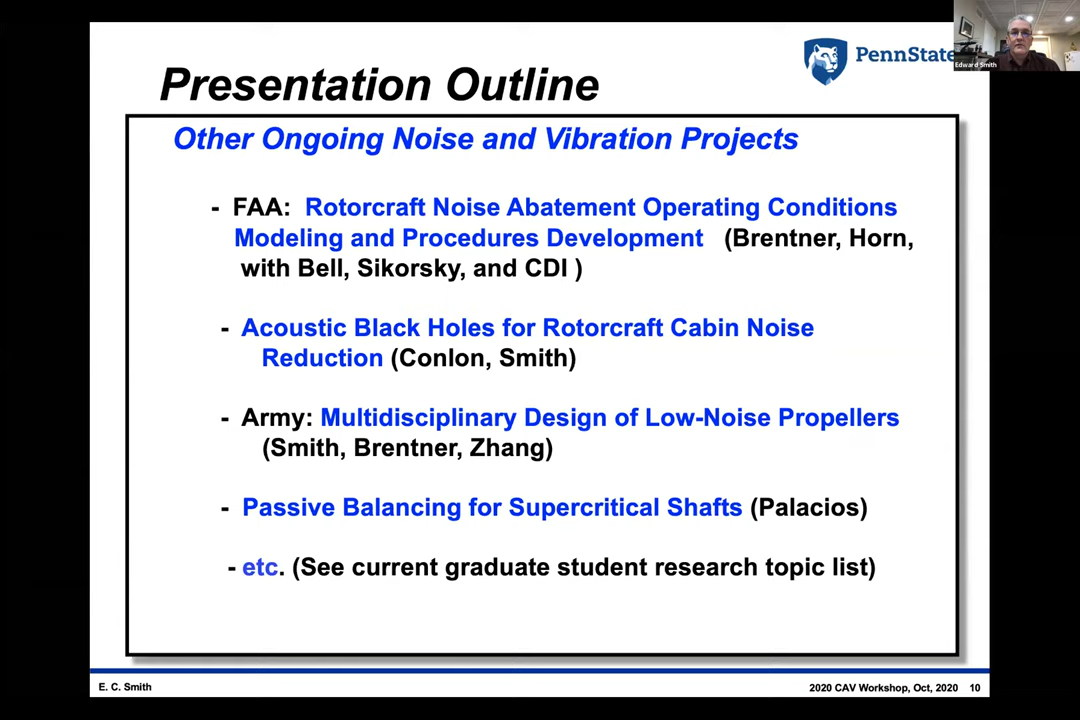 PennState
Edward Smith
Presentation Outline
Other Ongoing Noise and Vibration Projects
- FAA: Rotorcraft Noise Abatement Operating Conditions
Modeling and Procedures Development (Brentner, Horn,
with Bell, Sikorsky, and CDI )
- Acoustic Black Holes for Rotorcraft Cabin Noise
Reduction (Conlon, Smith)
- Army: Multidisciplinary Design of Low-Noise Propellers
(Smith, Brentner, Zhang)
- Passive Balancing for Supercritical Shafts (Palacios)
- etc. (See current graduate student research topic list)
E. C. Smith
2020 CAV Workshop, Oct, 2020 10